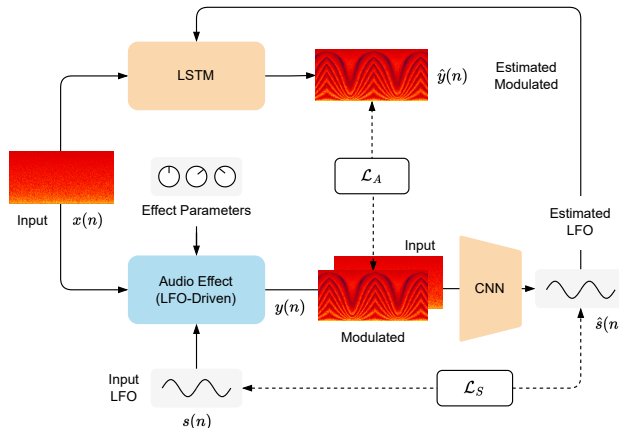 LSTM
ŷ(n)
Estimated
Modulated
Input
x(n)
Effect Parameters
ℒ_A
Estimated
LFO
Audio Effect
(LFO-Driven)
y(n)
Input
Modulated
CNN
ŝ(n
Input
LFO
s(n)
ℒ_S